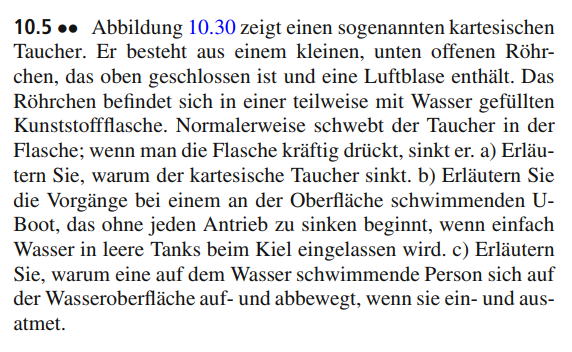 10.5 •• Abbildung 10.30 zeigt einen sogenannten kartesischen
Taucher. Er besteht aus einem kleinen, unten offenen Röhr-
chen, das oben geschlossen ist und eine Luftblase enthält. Das
Röhrchen befindet sich in einer teilweise mit Wasser gefüllten
Kunststoffflasche. Normalerweise schwebt der Taucher in der
Flasche; wenn man die Flasche kräftig drückt, sinkt er. a) Erläu-
tern Sie, warum der kartesische Taucher sinkt. b) Erläutern Sie
die Vorgänge bei einem an der Oberfläche schwimmenden U-
Boot, das ohne jeden Antrieb zu sinken beginnt, wenn einfach
Wasser in leere Tanks beim Kiel eingelassen wird. c) Erläutern
Sie, warum eine auf dem Wasser schwimmende Person sich auf
der Wasseroberfläche auf- und abbewegt, wenn sie ein- und aus-
atmet.